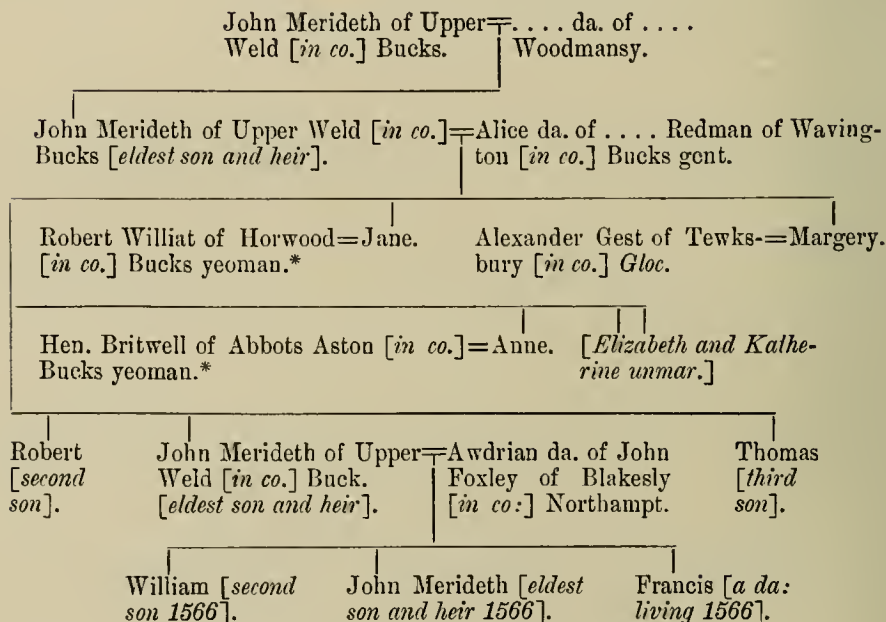 John Merideth of Upper=. . . . da. of . . . .
Weld [in co.] Bucks. Woodmansy.
John Merideth of Upper Weld [in co.]=Alice da. of . . . . Redman of Waving-
Bucks [eldest son and heir]. ton [in co.] Bucks gent.
Robert Williat of Horwood=Jane. Alexander Gest of Tewks-=Margery.
[in co.] Bucks yeoman.* bury [in co.] Gloc.
Hen. Britwell of Abbots Aston [in co.]=Anne. [Elizabeth and Kathe-
Bucks yeoman.* rine unmar.]
Robert John Merideth of Upper=Awdrian da. of John Thomas
[second Weld [in co.] Buck. Foxley of Blakesly [third
son]. [eldest son and heir]. [in co:] Northampt. son].
William [second John Merideth [eldest Francis [a da:
son 1566]. son and heir 1566]. living 1566].